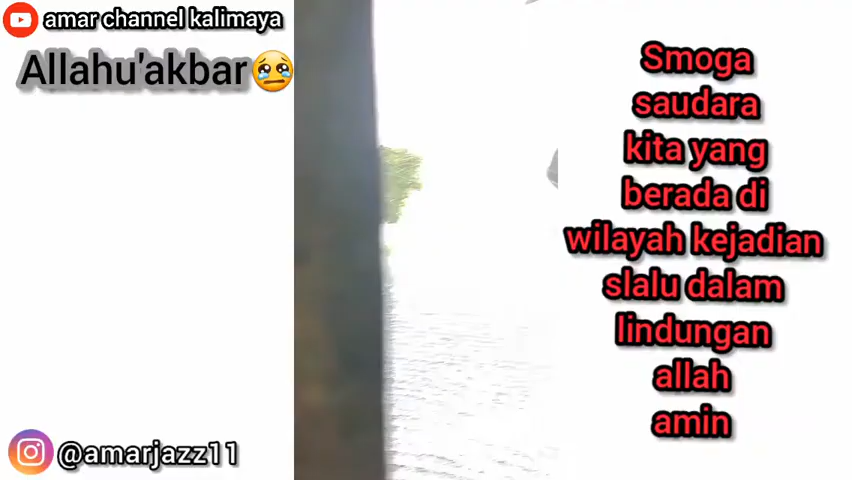 amar channel kalimaya
Allahu'akbar😢
Smoga
saudara
kita yang
berada di
wilayah kejadian
slalu dalam
lindungan
allah
amin
@amarjazz11